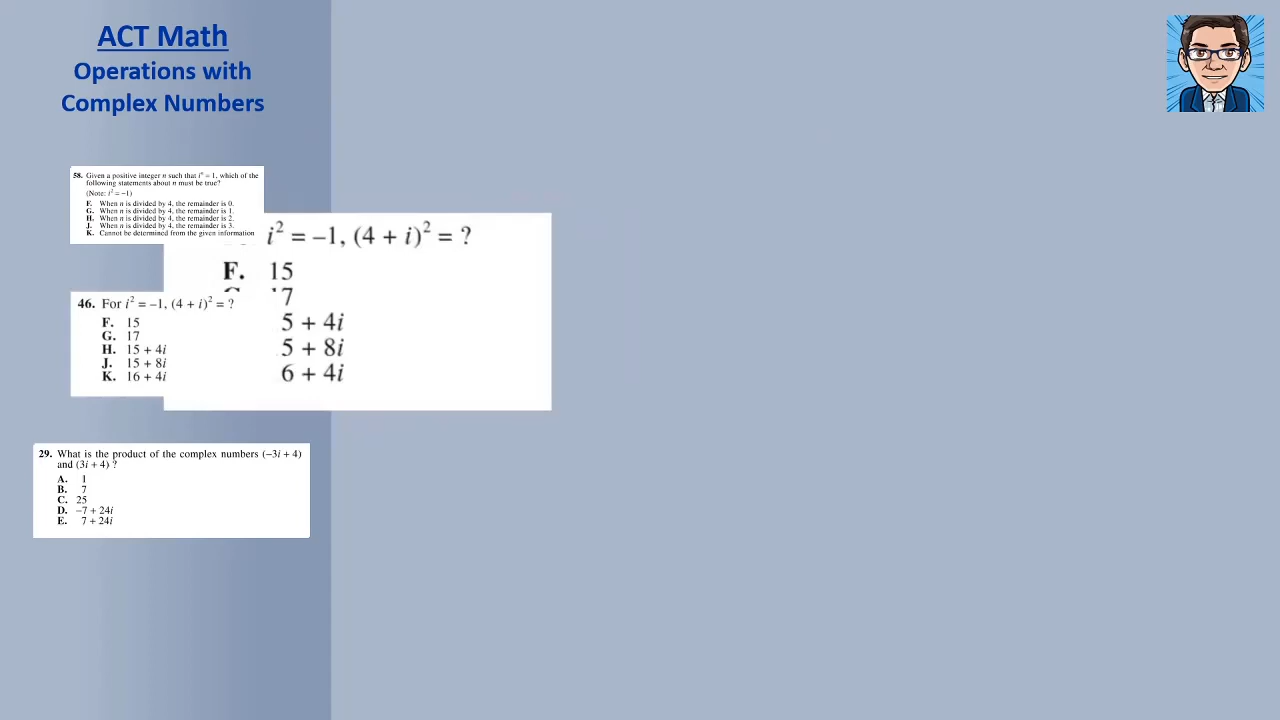 ACT Math
Operations with
Complex Numbers
58. Given a positive integer n such that iⁿ = 1, which of the
following statements about n must be true?
(Note: i² = −1)
F. When n is divided by 4, the remainder is 0.
G. When n is divided by 4, the remainder is 1.
H. When n is divided by 4, the remainder is 2.
J. When n is divided by 4, the remainder is 3.
K. Cannot be determined from the given information
i² = −1, (4 + i)² = ?
F. 15
17
5 + 4i
5 + 8i
6 + 4i
46. For i² = −1, (4 + i)² = ?
F. 15
G. 17
H. 15 + 4i
J. 15 + 8i
K. 16 + 4i
29. What is the product of the complex numbers (−3i + 4)
and (3i + 4) ?
A. 1
B. 7
C. 25
D. −7 + 24i
E. 7 + 24i